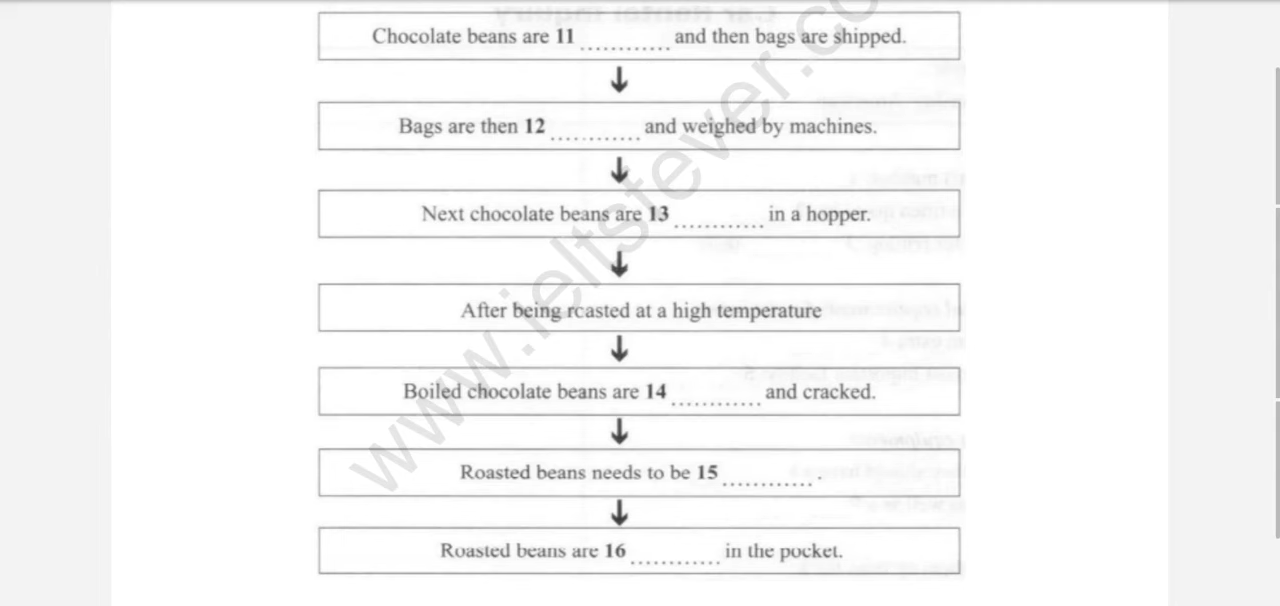 Chocolate beans are 11 ............ and then bags are shipped.
Bags are then 12 ............ and weighed by machines.
Next chocolate beans are 13 ............ in a hopper.
After being rcasted at a high temperature
Boiled chocolate beans are 14 ............ and cracked.
Roasted beans needs to be 15 ............ .
Roasted beans are 16 ............ in the pocket.
www.ieltsfever.co